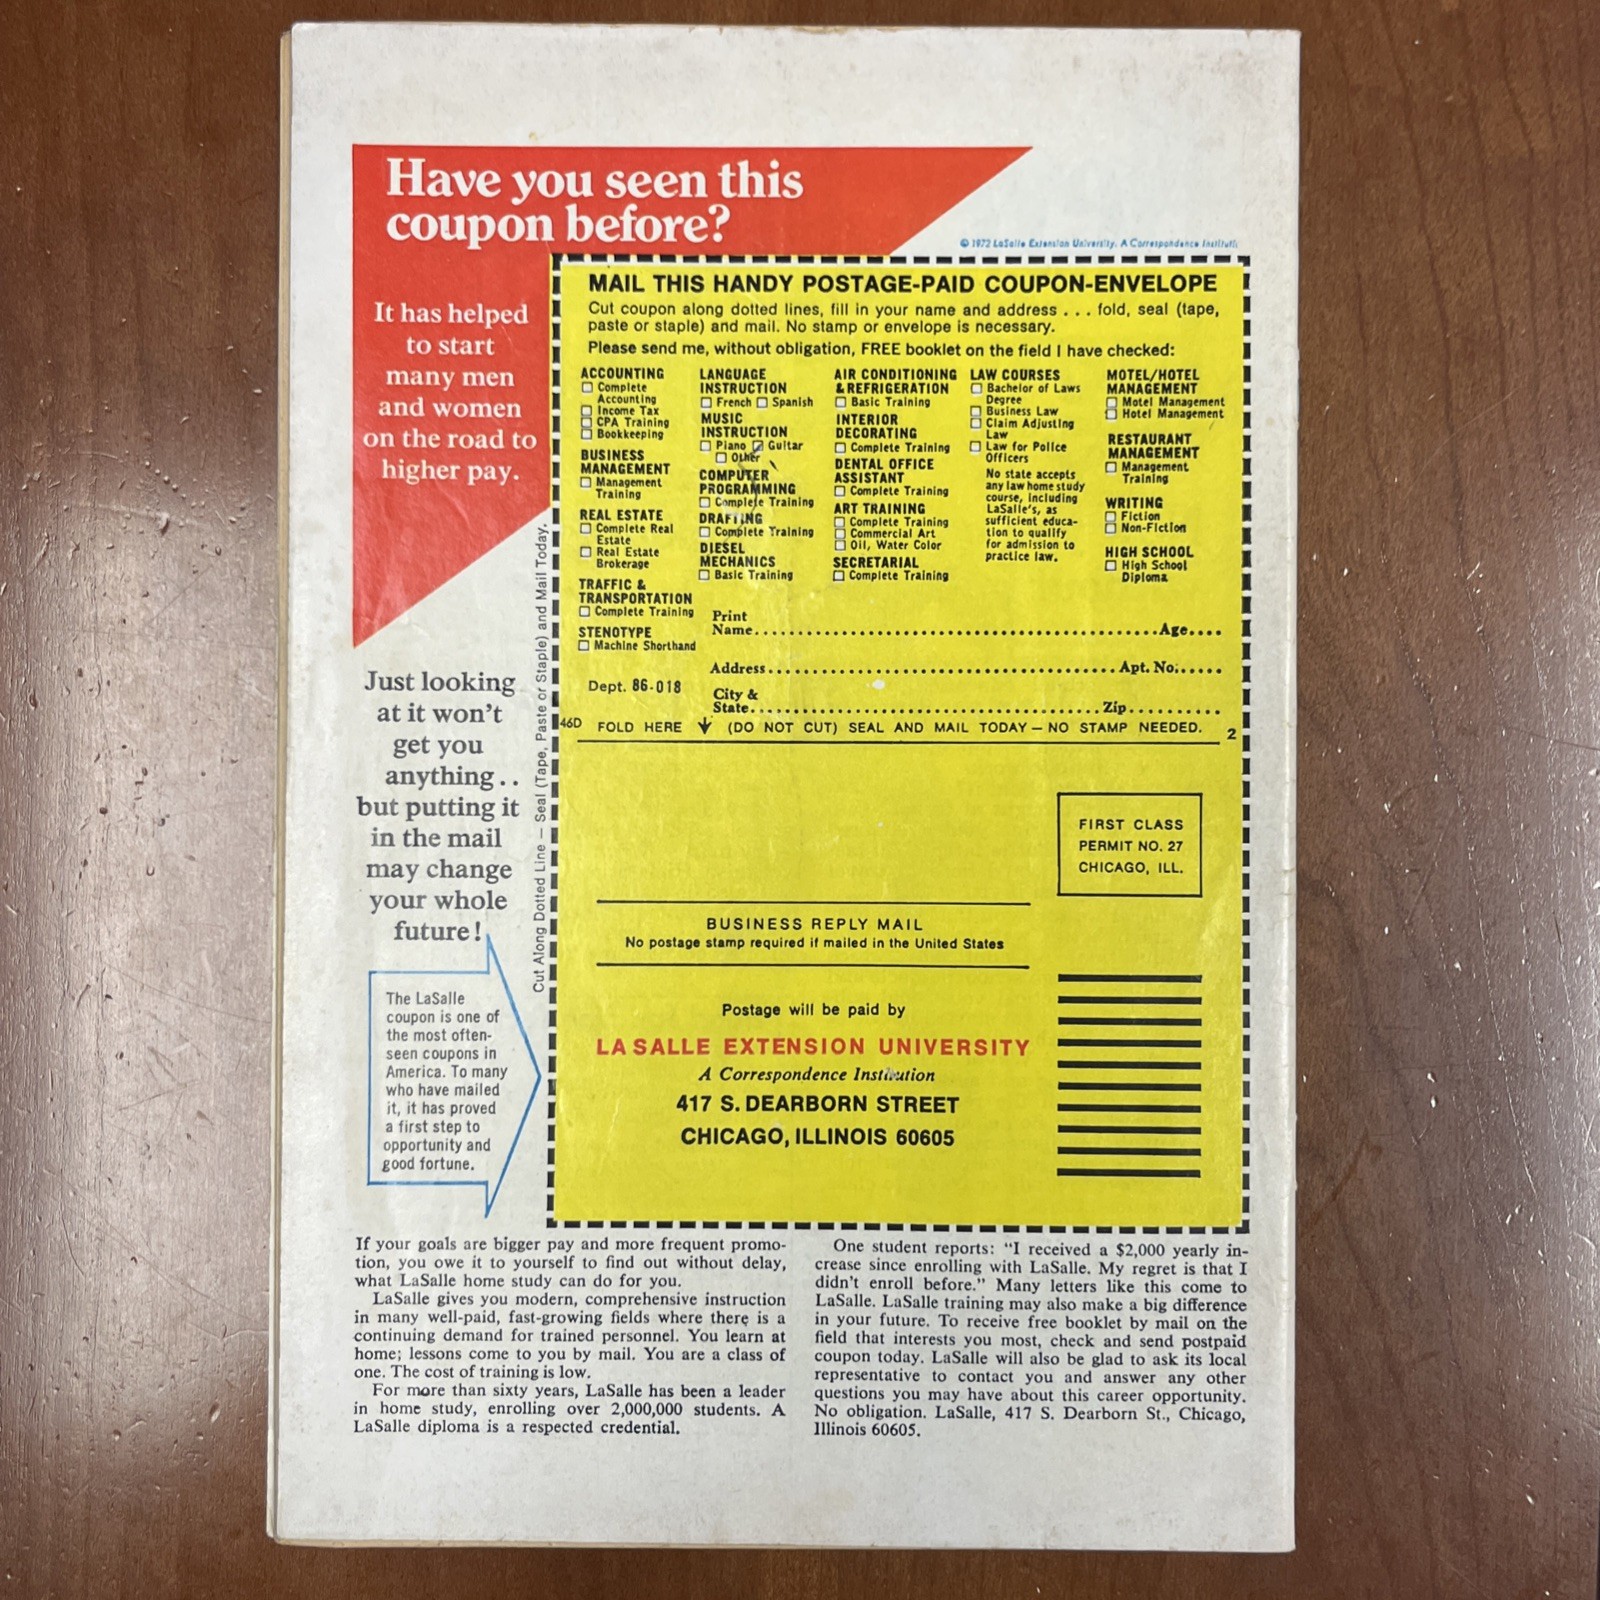 Have you seen this
coupon before?
© 1972 LaSalle Extension University. A Correspondence Institution
It has helped
to start
many men
and women
on the road to
higher pay.
Just looking
at it won't
get you
anything..
but putting it
in the mail
may change
your whole
future!
The LaSalle
coupon is one of
the most often-
seen coupons in
America. To many
who have mailed
it, it has proved
a first step to
opportunity and
good fortune.
Cut Along Dotted Line — Seal (Tape, Paste or Staple) and Mail Today.
MAIL THIS HANDY POSTAGE-PAID COUPON-ENVELOPE
Cut coupon along dotted lines, fill in your name and address . . . fold, seal (tape,
paste or staple) and mail. No stamp or envelope is necessary.
Please send me, without obligation, FREE booklet on the field I have checked:
ACCOUNTING
Complete
Accounting
Income Tax
CPA Training
Bookkeeping
BUSINESS
MANAGEMENT
Management
Training
REAL ESTATE
Complete Real
Estate
Real Estate
Brokerage
TRAFFIC &
TRANSPORTATION
Complete Training
STENOTYPE
Machine Shorthand
LANGUAGE
INSTRUCTION
French Spanish
MUSIC
INSTRUCTION
Piano Guitar
Other
COMPUTER
PROGRAMMING
Complete Training
DRAFTING
Complete Training
DIESEL
MECHANICS
Basic Training
AIR CONDITIONING
& REFRIGERATION
Basic Training
INTERIOR
DECORATING
Complete Training
DENTAL OFFICE
ASSISTANT
Complete Training
ART TRAINING
Complete Training
Commercial Art
Oil, Water Color
SECRETARIAL
Complete Training
LAW COURSES
Bachelor of Laws
Degree
Business Law
Claim Adjusting
Law
Law for Police
Officers
No state accepts
any law home study
course, including
LaSalle's, as
sufficient educa-
tion to qualify
for admission to
practice law.
MOTEL/HOTEL
MANAGEMENT
Motel Management
Hotel Management
RESTAURANT
MANAGEMENT
Management
Training
WRITING
Fiction
Non-Fiction
HIGH SCHOOL
High School
Diploma
Print
Name Age
Address Apt. No.
Dept. 86-018
City &
State Zip
46D FOLD HERE (DO NOT CUT) SEAL AND MAIL TODAY — NO STAMP NEEDED. 2
FIRST CLASS
PERMIT NO. 27
CHICAGO, ILL.
BUSINESS REPLY MAIL
No postage stamp required if mailed in the United States
Postage will be paid by
LA SALLE EXTENSION UNIVERSITY
A Correspondence Institution
417 S. DEARBORN STREET
CHICAGO, ILLINOIS 60605
If your goals are bigger pay and more frequent promo-
tion, you owe it to yourself to find out without delay,
what LaSalle home study can do for you.
LaSalle gives you modern, comprehensive instruction
in many well-paid, fast-growing fields where there is a
continuing demand for trained personnel. You learn at
home; lessons come to you by mail. You are a class of
one. The cost of training is low.
For more than sixty years, LaSalle has been a leader
in home study, enrolling over 2,000,000 students. A
LaSalle diploma is a respected credential.
One student reports: "I received a $2,000 yearly in-
crease since enrolling with LaSalle. My regret is that I
didn't enroll before." Many letters like this come to
LaSalle. LaSalle training may also make a big difference
in your future. To receive free booklet by mail on the
field that interests you most, check and send postpaid
coupon today. LaSalle will also be glad to ask its local
representative to contact you and answer any other
questions you may have about this career opportunity.
No obligation. LaSalle, 417 S. Dearborn St., Chicago,
Illinois 60605.